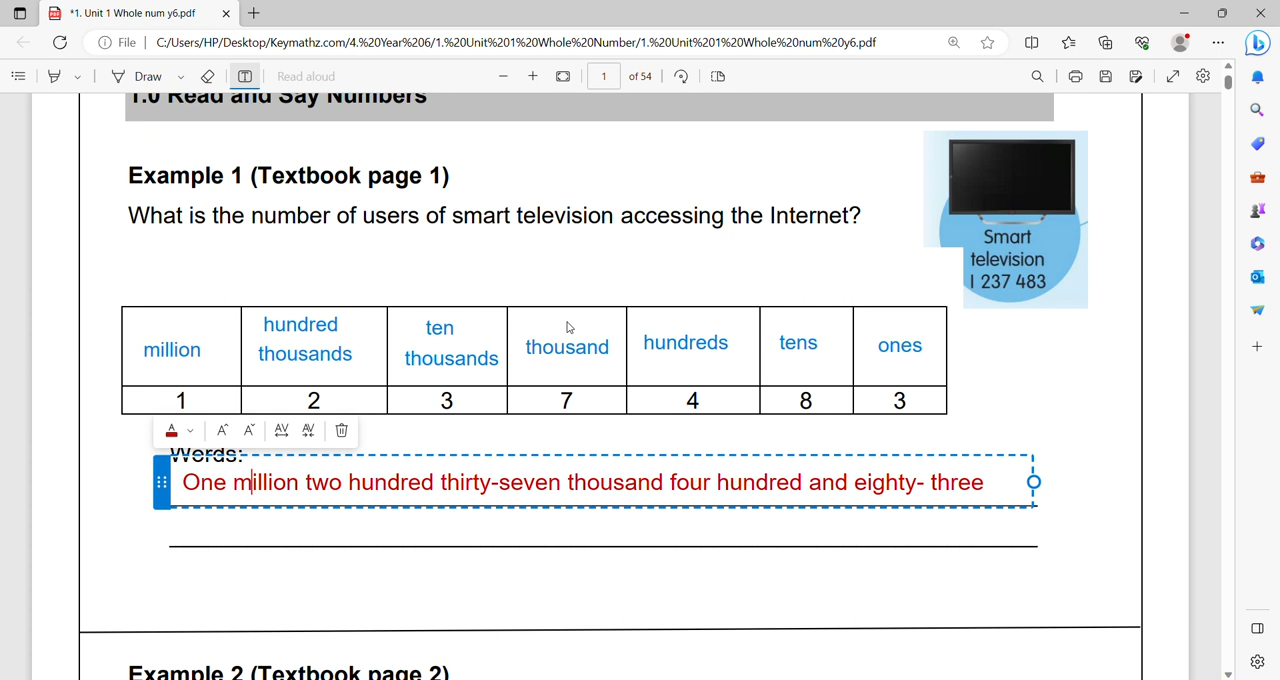 *1. Unit 1 Whole num y6.pdf
File | C:/Users/HP/Desktop/Keymathz.com/4.%20Year%206/1.%20Unit%201%20Whole%20Number/1.%20Unit%201%20Whole%20num%20y6.pdf
Draw Read aloud 1 of 54
1.0 Read and Say Numbers
Example 1 (Textbook page 1)
What is the number of users of smart television accessing the Internet?
Smart
television
1 237 483
million hundred thousands ten thousands thousand hundreds tens ones
1 2 3 7 4 8 3
Words:
One million two hundred thirty-seven thousand four hundred and eighty- three
Example 2 (Textbook page 2)